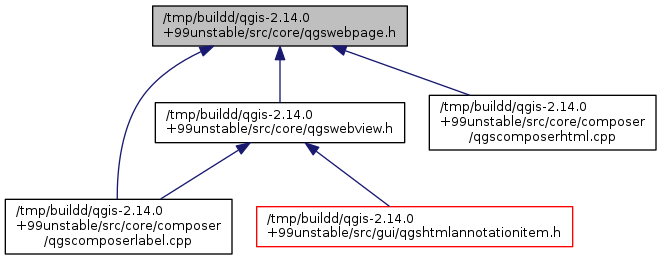 /tmp/buildd/qgis-2.14.0
+99unstable/src/core/qgswebpage.h
/tmp/buildd/qgis-2.14.0
+99unstable/src/core/qgswebview.h
/tmp/buildd/qgis-2.14.0
+99unstable/src/core/composer
/qgscomposerhtml.cpp
/tmp/buildd/qgis-2.14.0
+99unstable/src/core/composer
/qgscomposerlabel.cpp
/tmp/buildd/qgis-2.14.0
+99unstable/src/gui/qgshtmlannotationitem.h